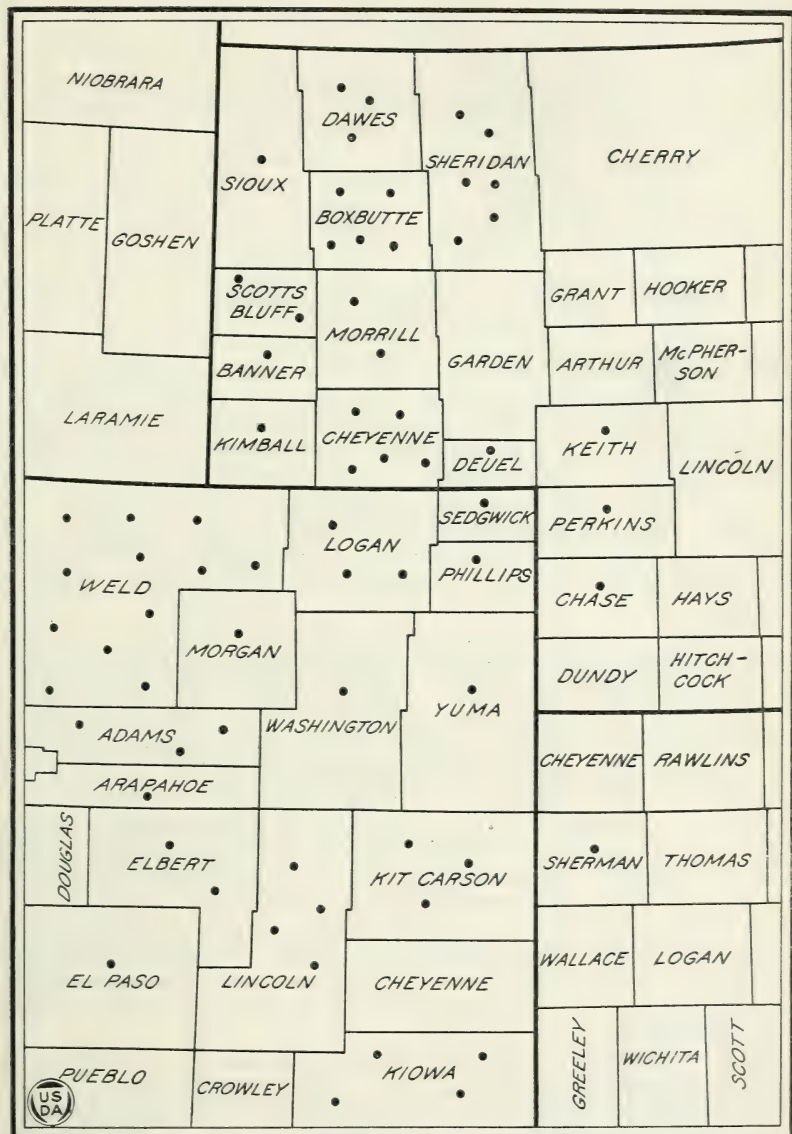 NIOBRARA
DAWES
SHERIDAN
CHERRY
SIOUX
PLATTE
GOSHEN
BOXBUTTE
SCOTTS
BLUFF
MORRILL
GRANT
HOOKER
BANNER
GARDEN
ARTHUR
McPHER-
SON
LARAMIE
KIMBALL
CHEYENNE
DEUEL
KEITH
LINCOLN
SEDGWICK
PERKINS
LOGAN
PHILLIPS
WELD
CHASE
HAYS
MORGAN
DUNDY
HITCH-
COCK
WASHINGTON
YUMA
ADAMS
CHEYENNE
RAWLINS
ARAPAHOE
DOUGLAS
ELBERT
KIT CARSON
SHERMAN
THOMAS
EL PASO
LINCOLN
CHEYENNE
WALLACE
LOGAN
PUEBLO
CROWLEY
KIOWA
GREELEY
WICHITA
SCOTT
US
DA